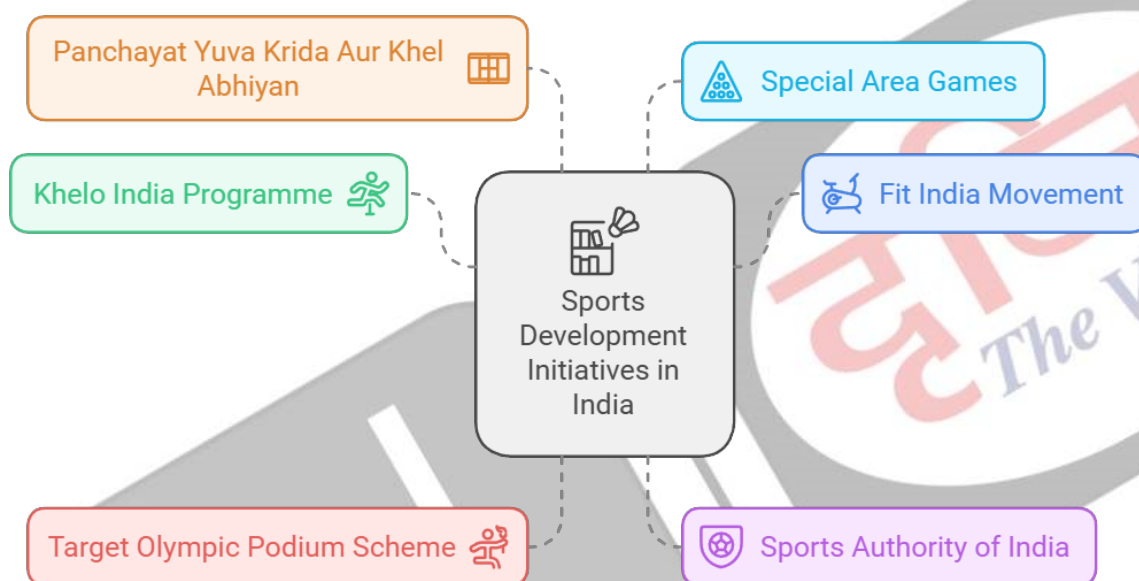 Panchayat Yuva Krida Aur Khel
Abhiyan
Special Area Games
Khelo India Programme
Fit India Movement
Sports
Development
Initiatives in
India
The
Target Olympic Podium Scheme
Sports Authority of India